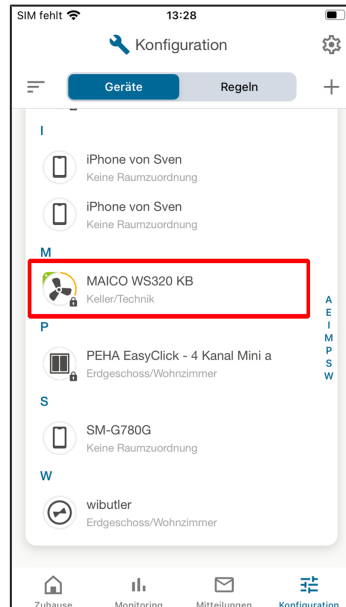 SIM fehlt 13:28
Konfiguration
Geräte Regeln
I
iPhone von Sven
Keine Raumzuordnung
iPhone von Sven
Keine Raumzuordnung
M
MAICO WS320 KB
Keller/Technik
P
PEHA EasyClick - 4 Kanal Mini a
Erdgeschoss/Wohnzimmer
S
SM-G780G
Keine Raumzuordnung
W
wibutler
Erdgeschoss/Wohnzimmer
A
E
I
M
P
S
W
Zuhause Monitoring Mitteilungen Konfiguration